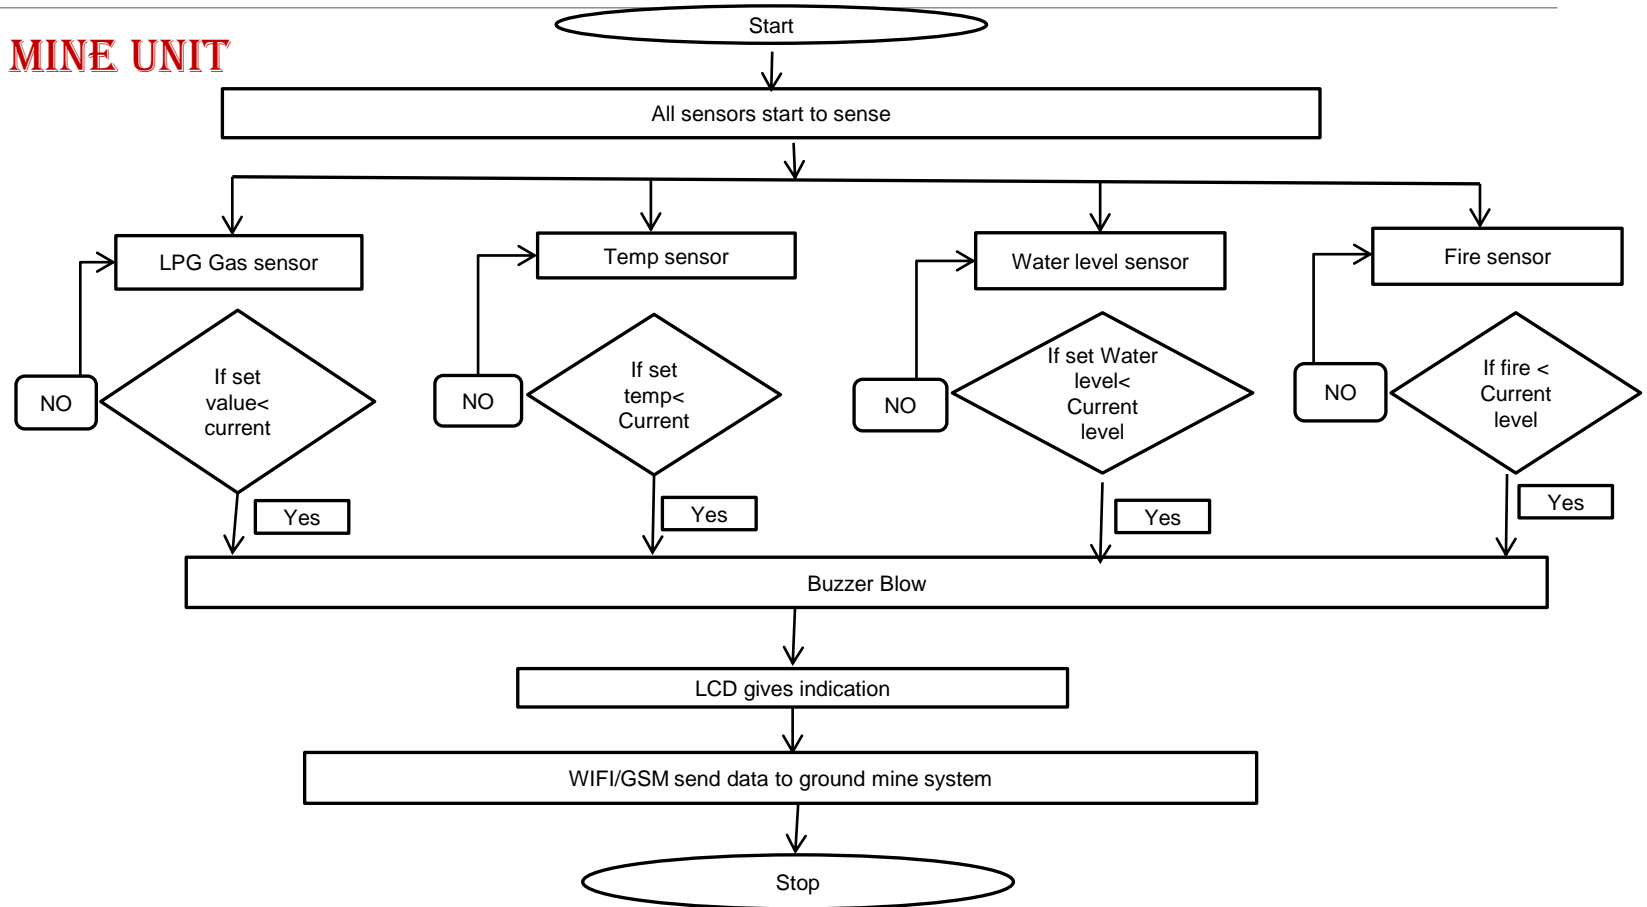 Start
MINE UNIT
All sensors start to sense
LPG Gas sensor
Temp sensor
Water level sensor
Fire sensor
NO
If set
value<
current
NO
If set
temp<
Current
NO
If set Water
level<
Current
level
NO
If fire <
Current
level
Yes
Yes
Yes
Yes
Buzzer Blow
LCD gives indication
WIFI/GSM send data to ground mine system
Stop